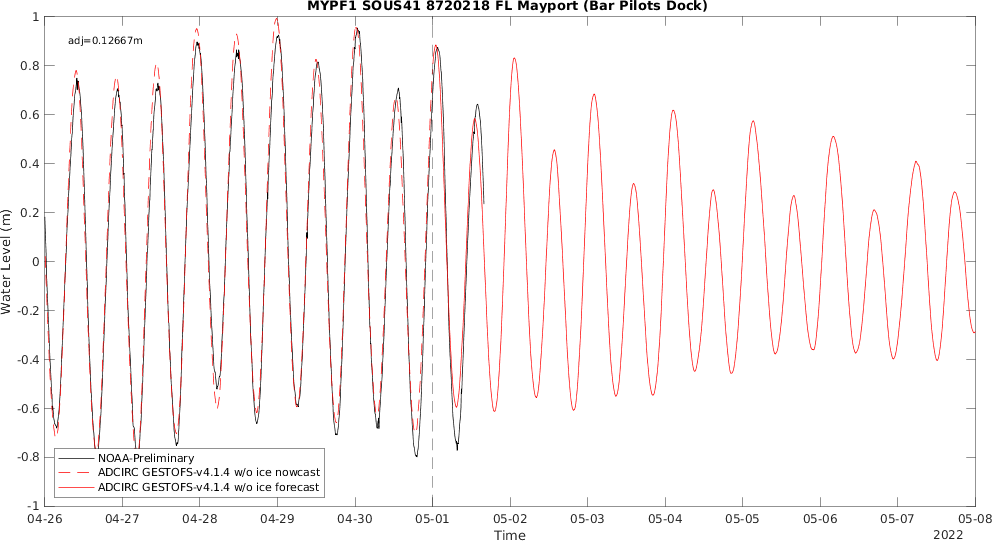 MYPF1 SOUS41 8720218 FL Mayport (Bar Pilots Dock)
adj=0.12667m
1
0.8
0.6
0.4
0.2
0
-0.2
-0.4
-0.6
-0.8
-1
Water Level (m)
NOAA-Preliminary
ADCIRC GESTOFS-v4.1.4 w/o ice nowcast
ADCIRC GESTOFS-v4.1.4 w/o ice forecast
04-26 04-27 04-28 04-29 04-30 05-01 05-02 05-03 05-04 05-05 05-06 05-07 05-08
Time
2022